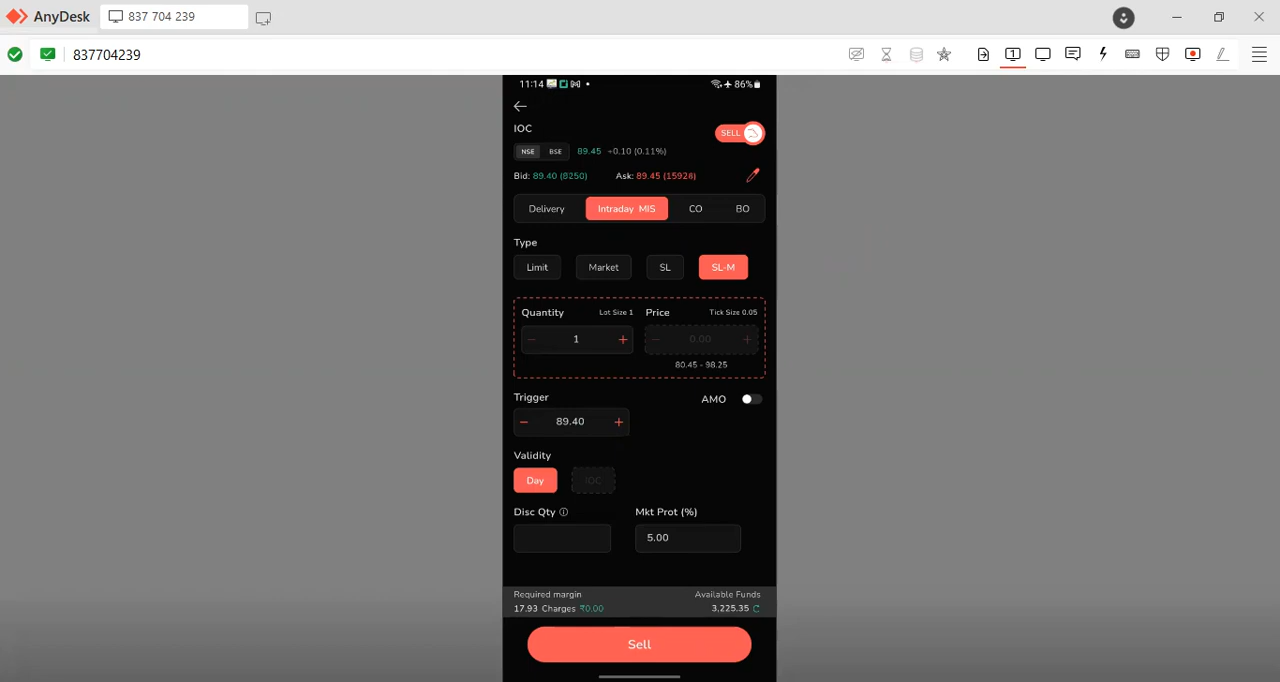 AnyDesk 837 704 239
837704239
1
11:14 86%
IOC SELL
NSE BSE 89.45 +0.10 (0.11%)
Bid: 89.40 (8250) Ask: 89.45 (15928)
Delivery Intraday MIS CO BO
Type
Limit Market SL SL-M
Quantity Lot Size 1 Price Tick Size 0.05
− 1 + − 0.00 +
80.45 - 98.25
Trigger AMO
− 89.40 +
Validity
Day IOC
Disc Qty Mkt Prot (%)
5.00
Required margin Available Funds
17.93 Charges ₹0.00 3,225.35
Sell